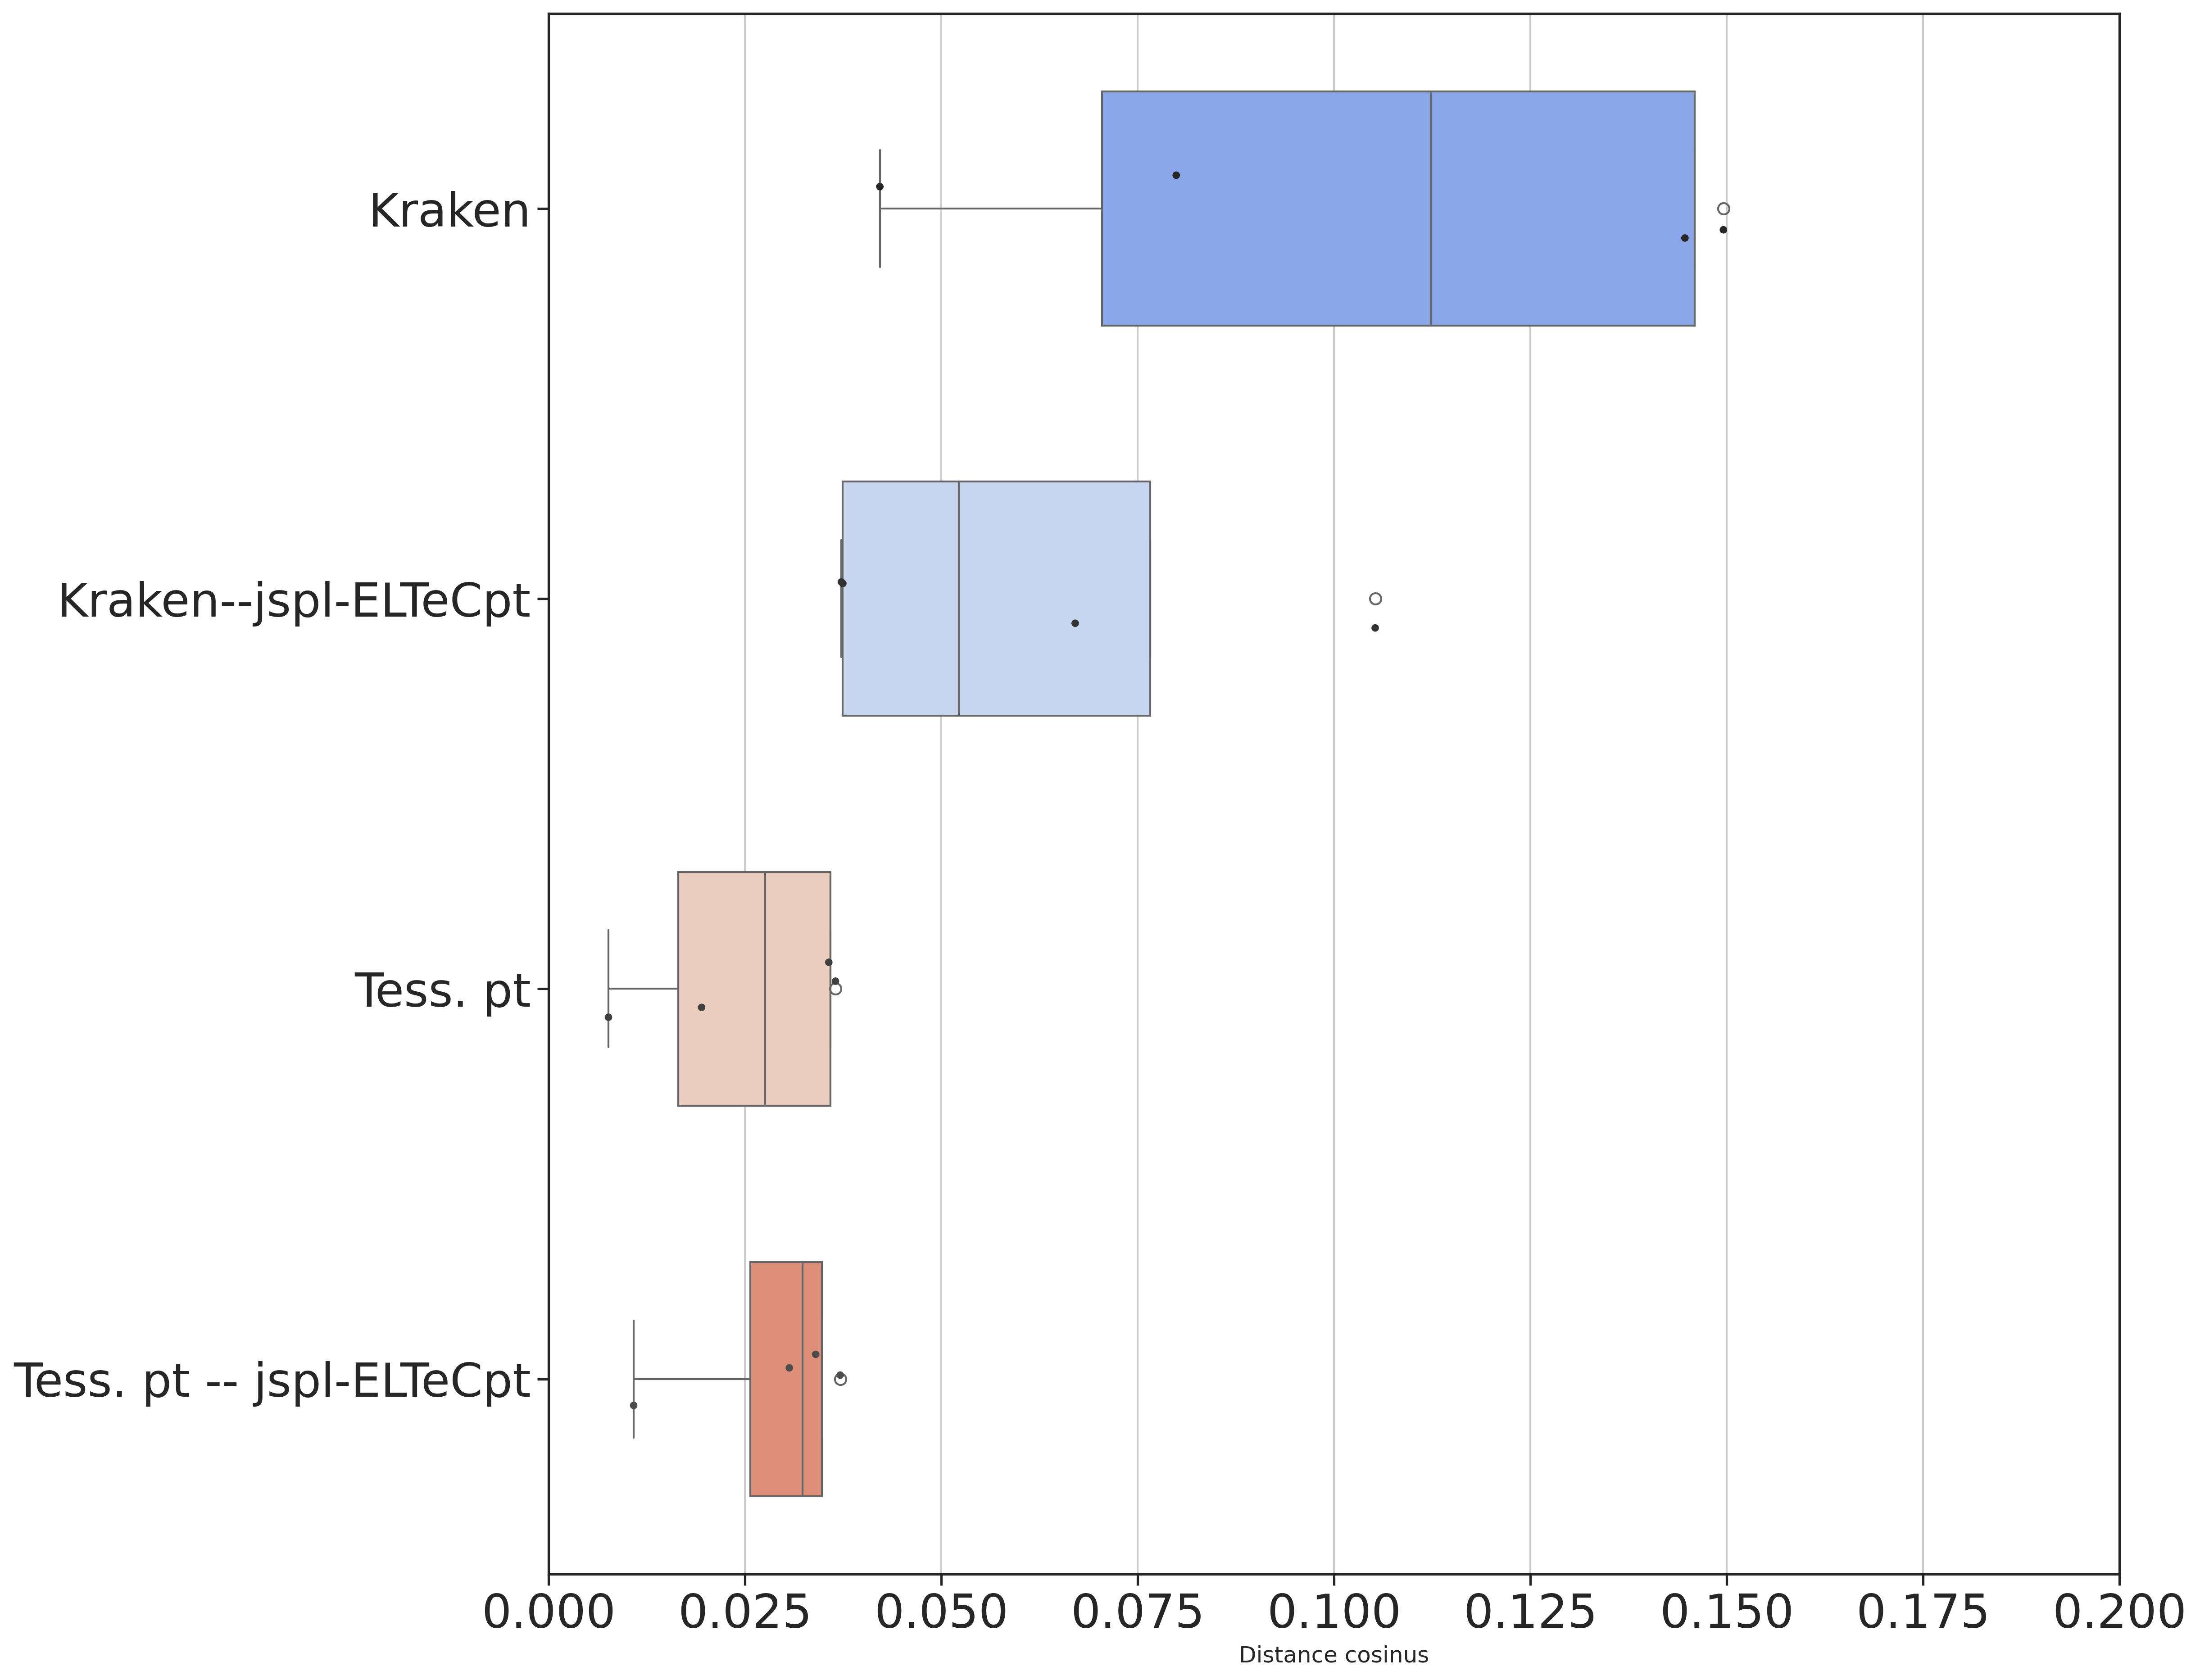 Kraken
Kraken--jspl-ELTeCpt
Tess. pt
Tess. pt -- jspl-ELTeCpt
0.000 0.025 0.050 0.075 0.100 0.125 0.150 0.175 0.200
Distance cosinus